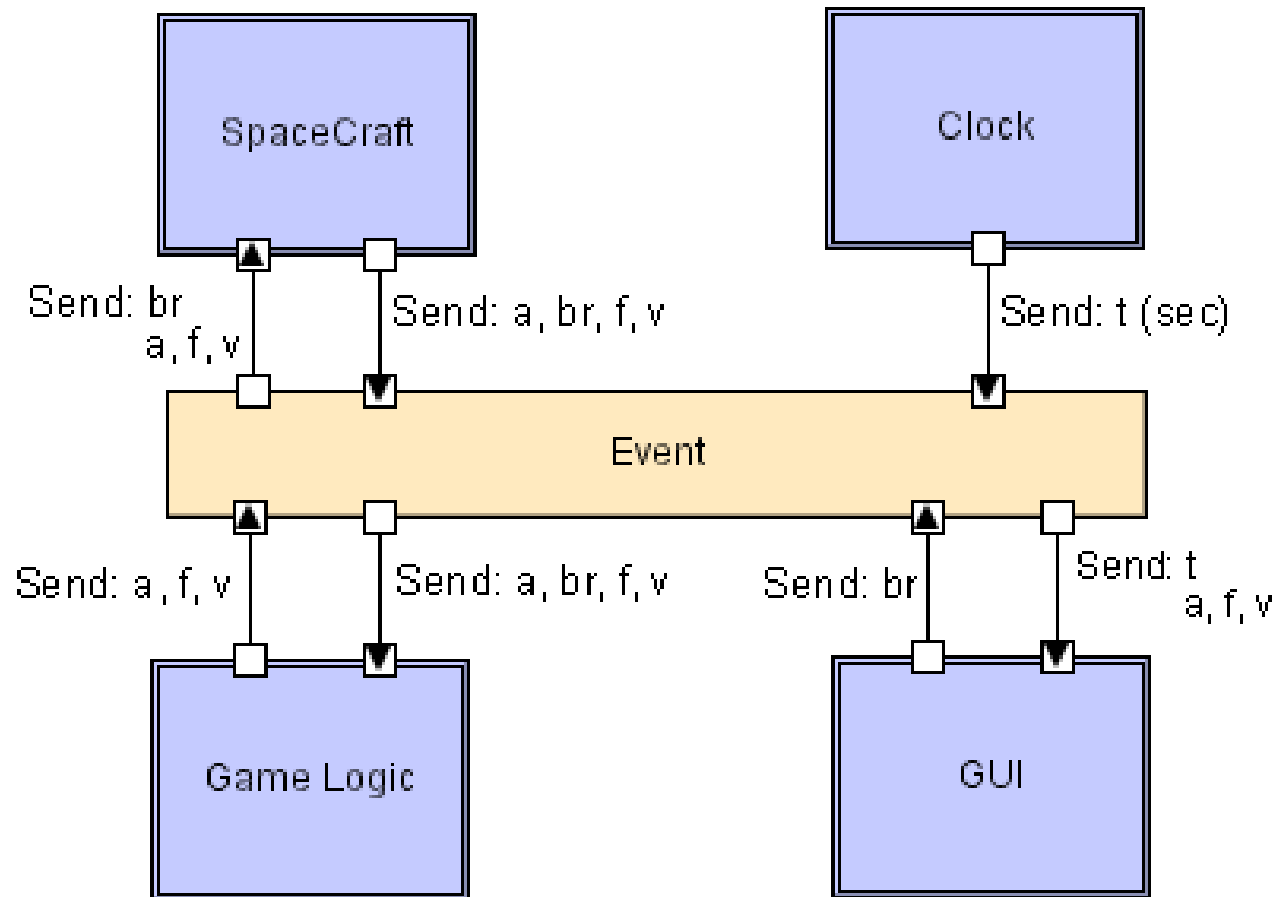 SpaceCraft
Clock
Send: br
a, f, v
Send: a, br, f, v
Send: t (sec)
Event
Send: a, f, v
Send: a, br, f, v
Send: br
Send: t
a, f, v
Game Logic
GUI